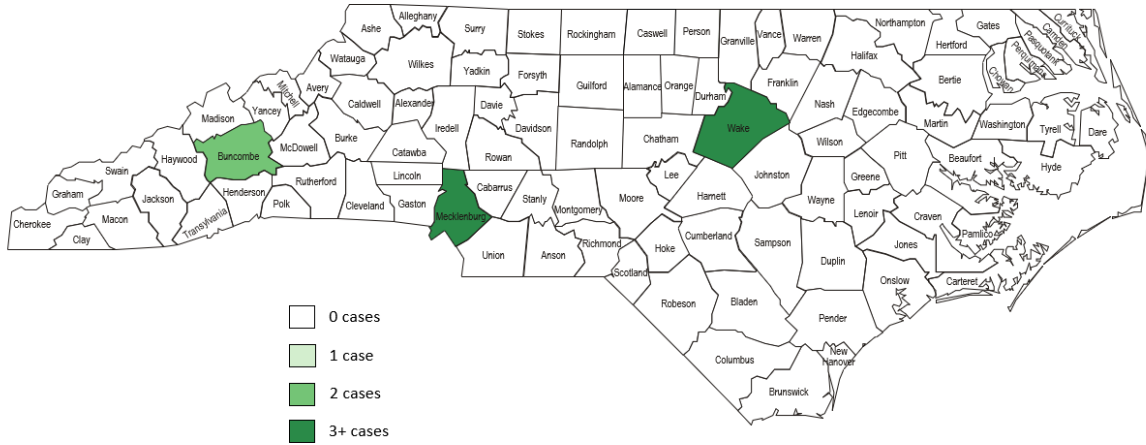 Ashe
Alleghany
Surry
Stokes
Rockingham
Caswell
Person
Granville
Vance
Warren
Northampton
Gates
Currituck
Camden
Pasquotank
Perquimans
Chowan
Hertford
Halifax
Watauga
Wilkes
Yadkin
Forsyth
Guilford
Alamance
Orange
Durham
Franklin
Bertie
Mitchell
Avery
Caldwell
Alexander
Iredell
Davie
Davidson
Nash
Edgecombe
Martin
Washington
Tyrell
Dare
Madison
Yancey
Wake
Buncombe
McDowell
Burke
Catawba
Rowan
Randolph
Chatham
Wilson
Pitt
Beaufort
Hyde
Haywood
Swain
Rutherford
Lincoln
Lee
Johnston
Greene
Graham
Jackson
Henderson
Polk
Cleveland
Gaston
Mecklenburg
Cabarrus
Stanly
Montgomery
Moore
Harnett
Wayne
Lenoir
Craven
Pamlico
Cherokee
Macon
Clay
Transylvania
Union
Anson
Richmond
Scotland
Hoke
Cumberland
Sampson
Duplin
Jones
Onslow
Carteret
Robeson
Bladen
Pender
Columbus
New
Hanover
Brunswick
0 cases
1 case
2 cases
3+ cases